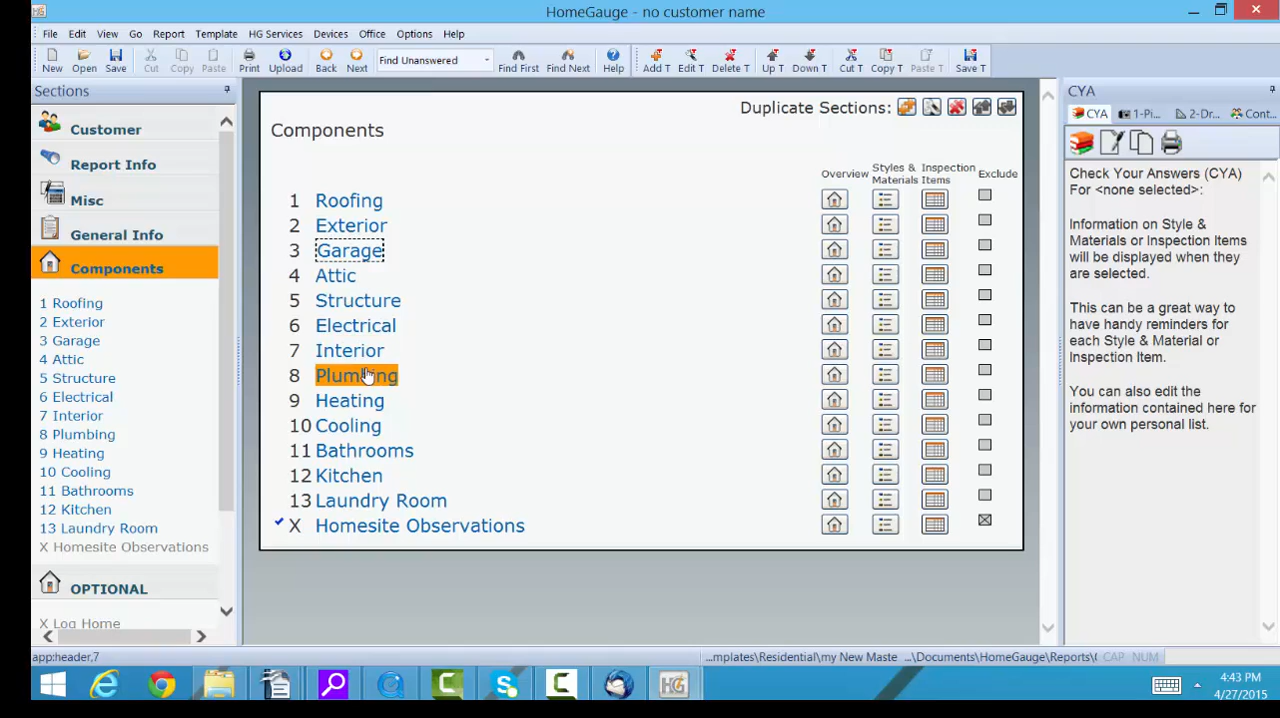 HG HomeGauge - no customer name
File Edit View Go Report Template HG Services Devices Office Options Help
New Open Save Cut Copy Paste Print Upload Back Next Find Unanswered Find First Find Next Help Add T Edit T Delete T Up T Down T Cut T Copy T Paste T Save T
Sections
Customer
Report Info
Misc
General Info
Components
1 Roofing
2 Exterior
3 Garage
4 Attic
5 Structure
6 Electrical
7 Interior
8 Plumbing
9 Heating
10 Cooling
11 Bathrooms
12 Kitchen
13 Laundry Room
X Homesite Observations
OPTIONAL
X Log Home
Duplicate Sections:
Components
Overview Styles & Materials Inspection Items Exclude
1 Roofing
2 Exterior
3 Garage
4 Attic
5 Structure
6 Electrical
7 Interior
8 Plumbing
9 Heating
10 Cooling
11 Bathrooms
12 Kitchen
13 Laundry Room
X Homesite Observations
CYA
CYA 1-Pi... 2-Dr... Cont...
Check Your Answers (CYA)
For <none selected>:
Information on Style &
Materials or Inspection Items
will be displayed when they
are selected.
This can be a great way to
have handy reminders for
each Style & Material or
Inspection Item.
You can also edit the
information contained here for
your own personal list.
app:header,7 ...mplates\Residential\my New Maste ...\Documents\HomeGauge\Reports\( CAP NUM
HG
4:43 PM
4/27/2015